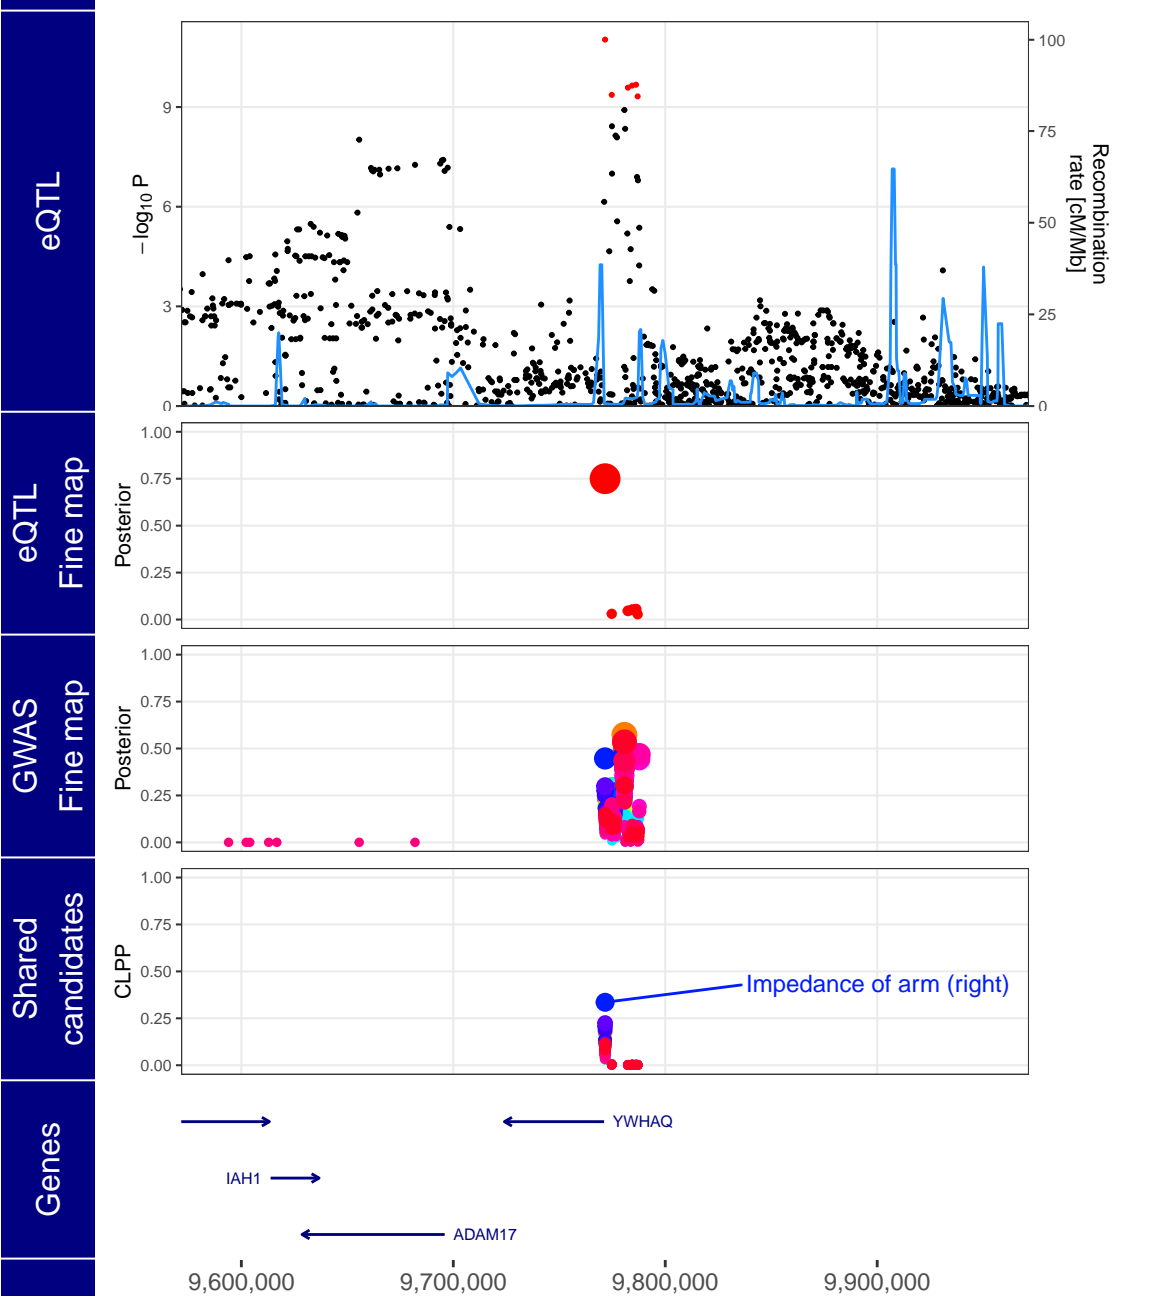 eQTL
−log10 P
9
6
3
0
100
75
50
25
0
Recombination
rate [cM/Mb]
eQTL
Fine map
Posterior
1.00
0.75
0.50
0.25
0.00
GWAS
Fine map
Posterior
1.00
0.75
0.50
0.25
0.00
Shared
candidates
CLPP
1.00
0.75
0.50
0.25
0.00
Impedance of arm (right)
Genes
YWHAQ
IAH1
ADAM17
9,600,000
9,700,000
9,800,000
9,900,000